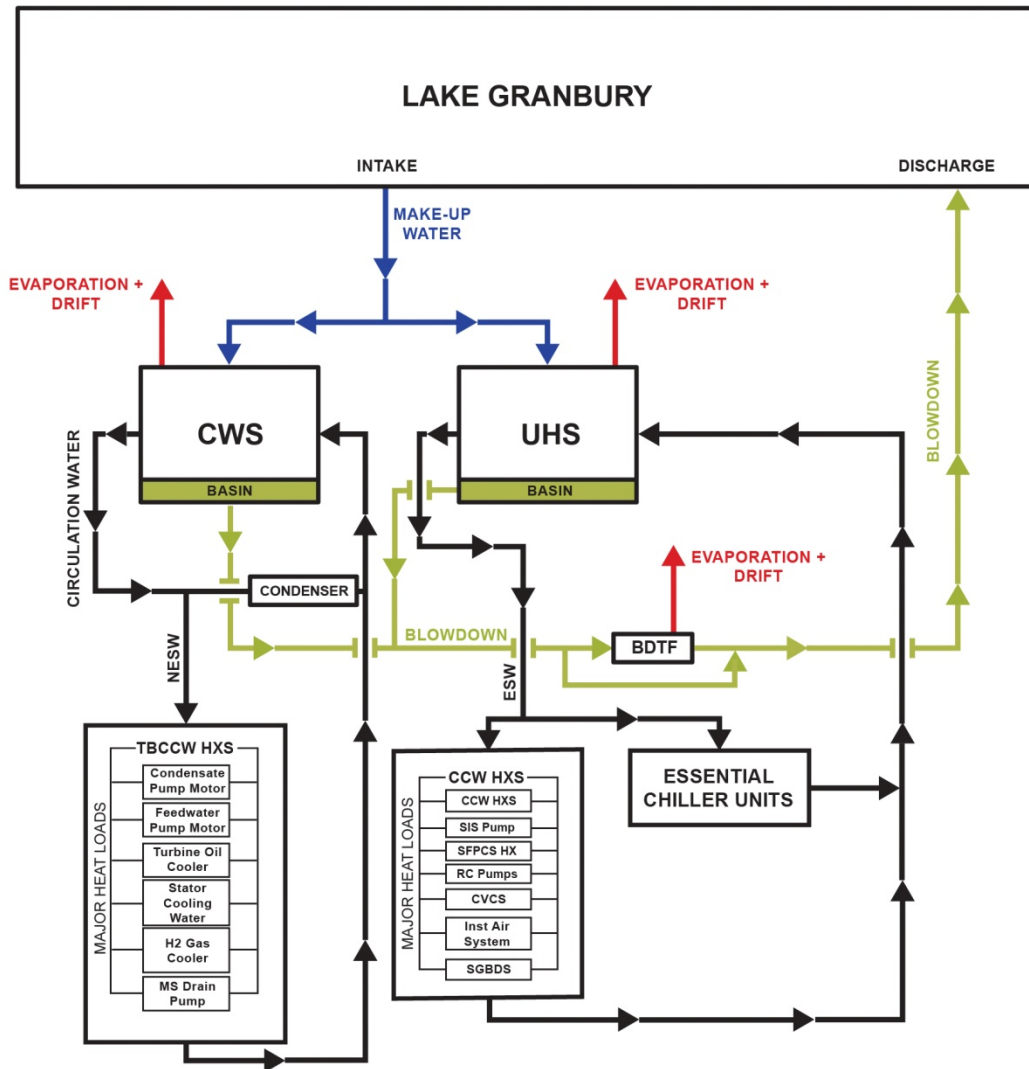 LAKE GRANBURY
INTAKE
DISCHARGE
MAKE-UP
WATER
EVAPORATION +
DRIFT
EVAPORATION +
DRIFT
CWS
BASIN
UHS
BASIN
BLOWDOWN
CIRCULATION WATER
CONDENSER
EVAPORATION +
DRIFT
BLOWDOWN
BDTF
NESW
ESW
TBCCW HXS
MAJOR HEAT LOADS
Condensate
Pump Motor
Feedwater
Pump Motor
Turbine Oil
Cooler
Stator
Cooling
Water
H2 Gas
Cooler
MS Drain
Pump
CCW HXS
MAJOR HEAT LOADS
CCW HXS
SIS Pump
SFPCS HX
RC Pumps
CVCS
Inst Air
System
SGBDS
ESSENTIAL
CHILLER UNITS